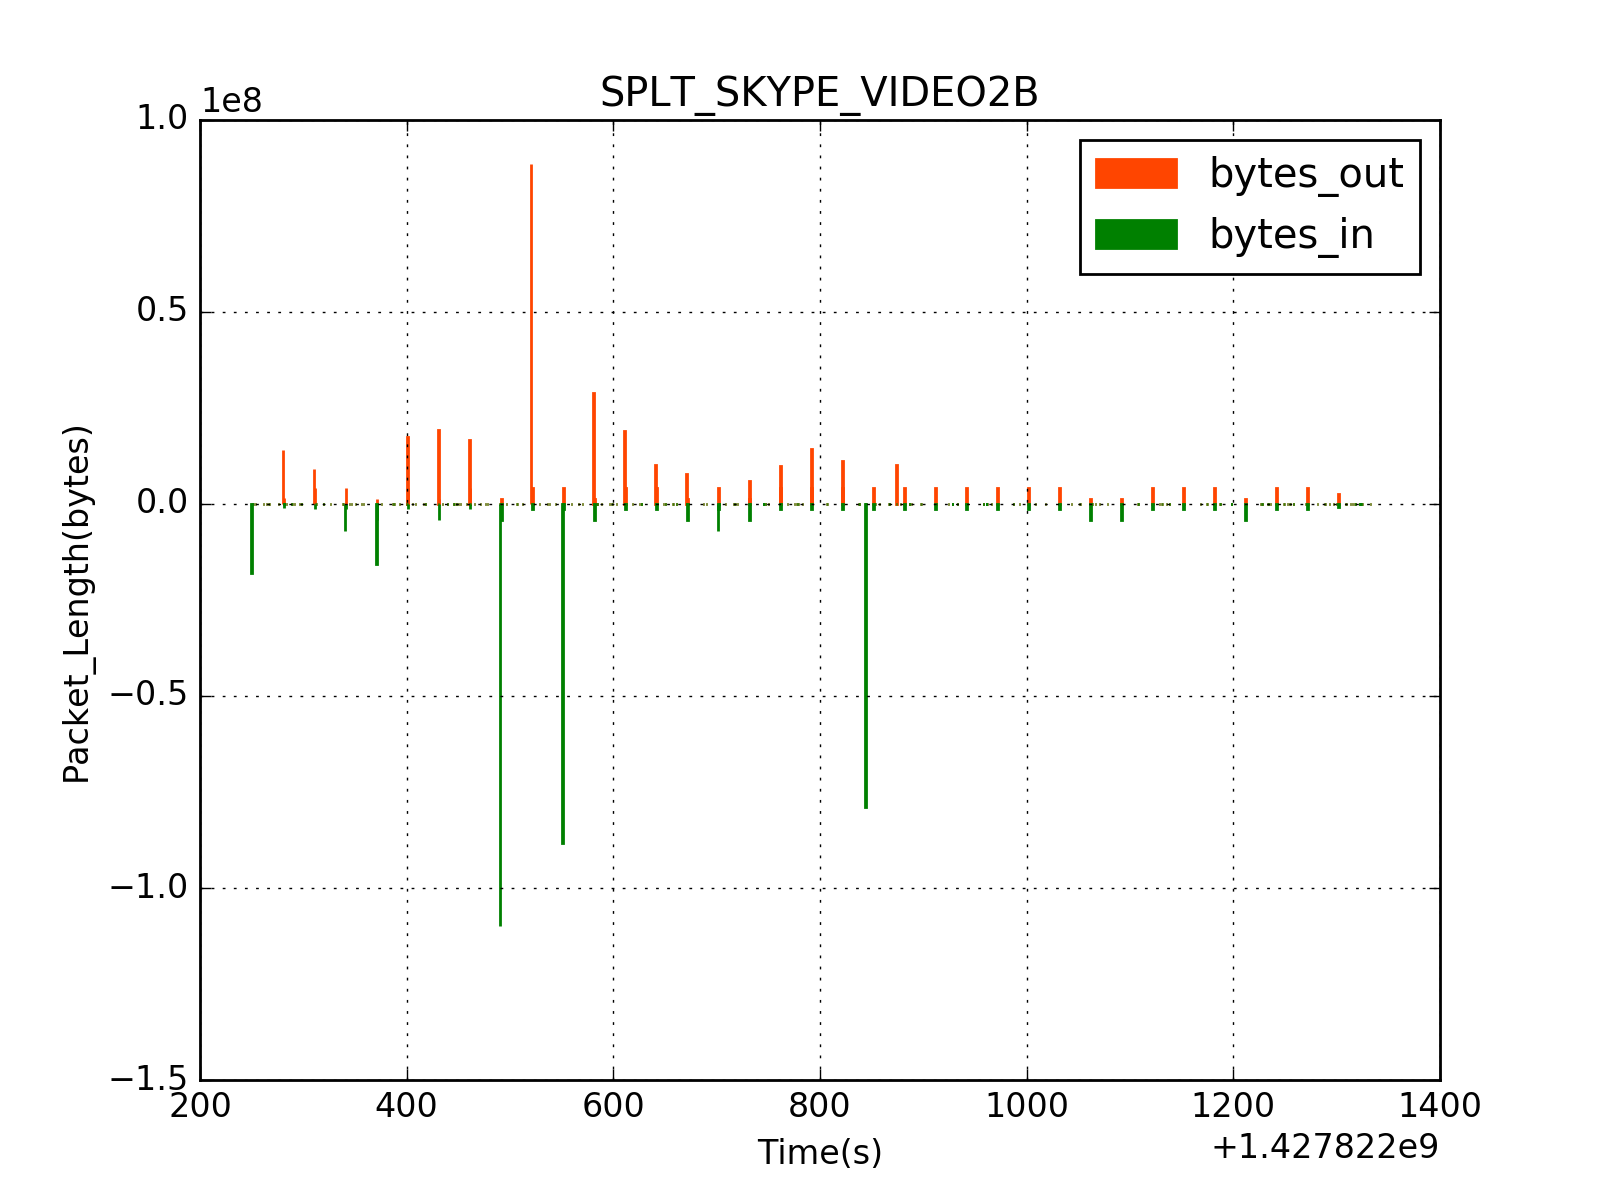 SPLT_SKYPE_VIDEO2B
1e8
1.0
0.5
0.0
−0.5
−1.0
−1.5
Packet_Length(bytes)
bytes_out
bytes_in
200 400 600 800 1000 1200 1400
Time(s)
+1.427822e9